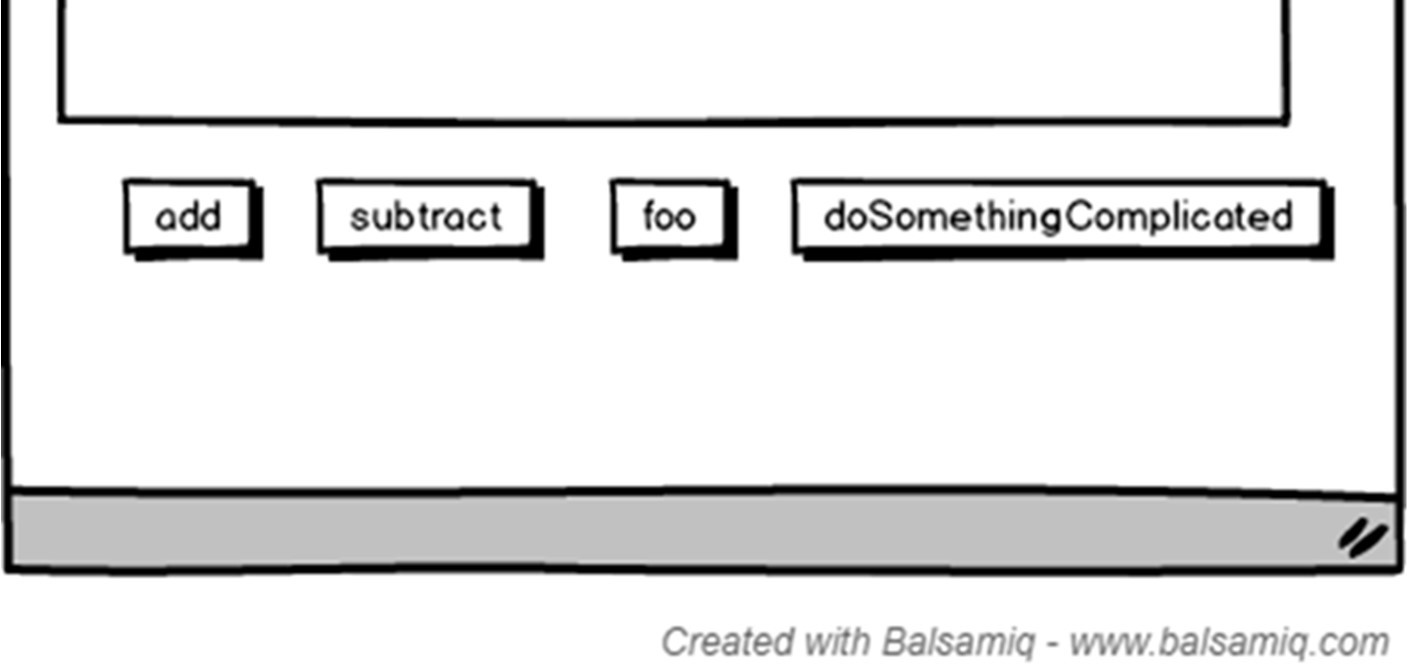 add subtract foo doSomethingComplicated
Created with Balsamiq - www.balsamiq.com